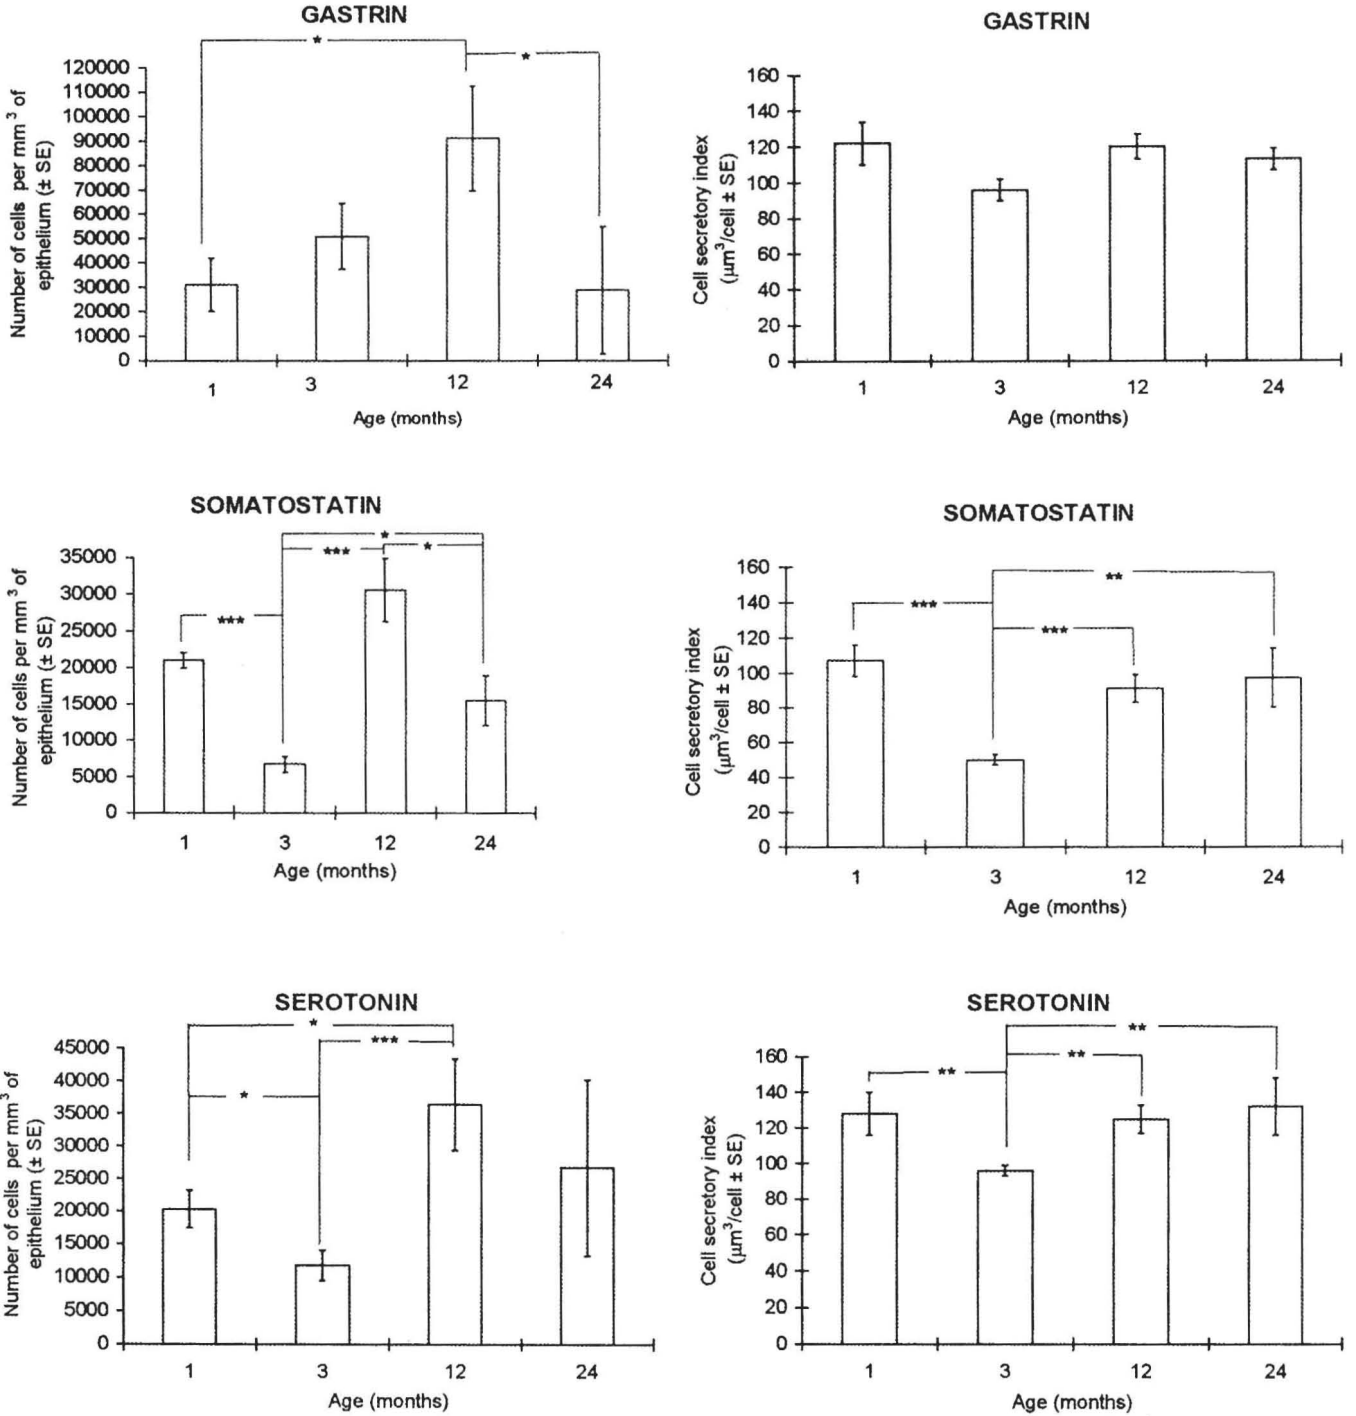 GASTRIN
*
*
120000
110000
100000
90000
80000
70000
60000
50000
40000
30000
20000
10000
0
Number of cells per mm³ of
epithelium (± SE)
1 3 12 24
Age (months)
GASTRIN
160
140
120
100
80
60
40
20
0
Cell secretory index
(µm³/cell ± SE)
1 3 12 24
Age (months)
SOMATOSTATIN
*
*** *
***
35000
30000
25000
20000
15000
10000
5000
0
Number of cells per mm³ of
epithelium (± SE)
1 3 12 24
Age (months)
SOMATOSTATIN
**
***
***
160
140
120
100
80
60
40
20
0
Cell secretory index
(µm³/cell ± SE)
1 3 12 24
Age (months)
SEROTONIN
*
***
*
45000
40000
35000
30000
25000
20000
15000
10000
5000
0
Number of cells per mm³ of
epithelium (± SE)
1 3 12 24
Age (months)
SEROTONIN
**
**
**
160
140
120
100
80
60
40
20
0
Cell secretory index
(µm³/cell ± SE)
1 3 12 24
Age (months)